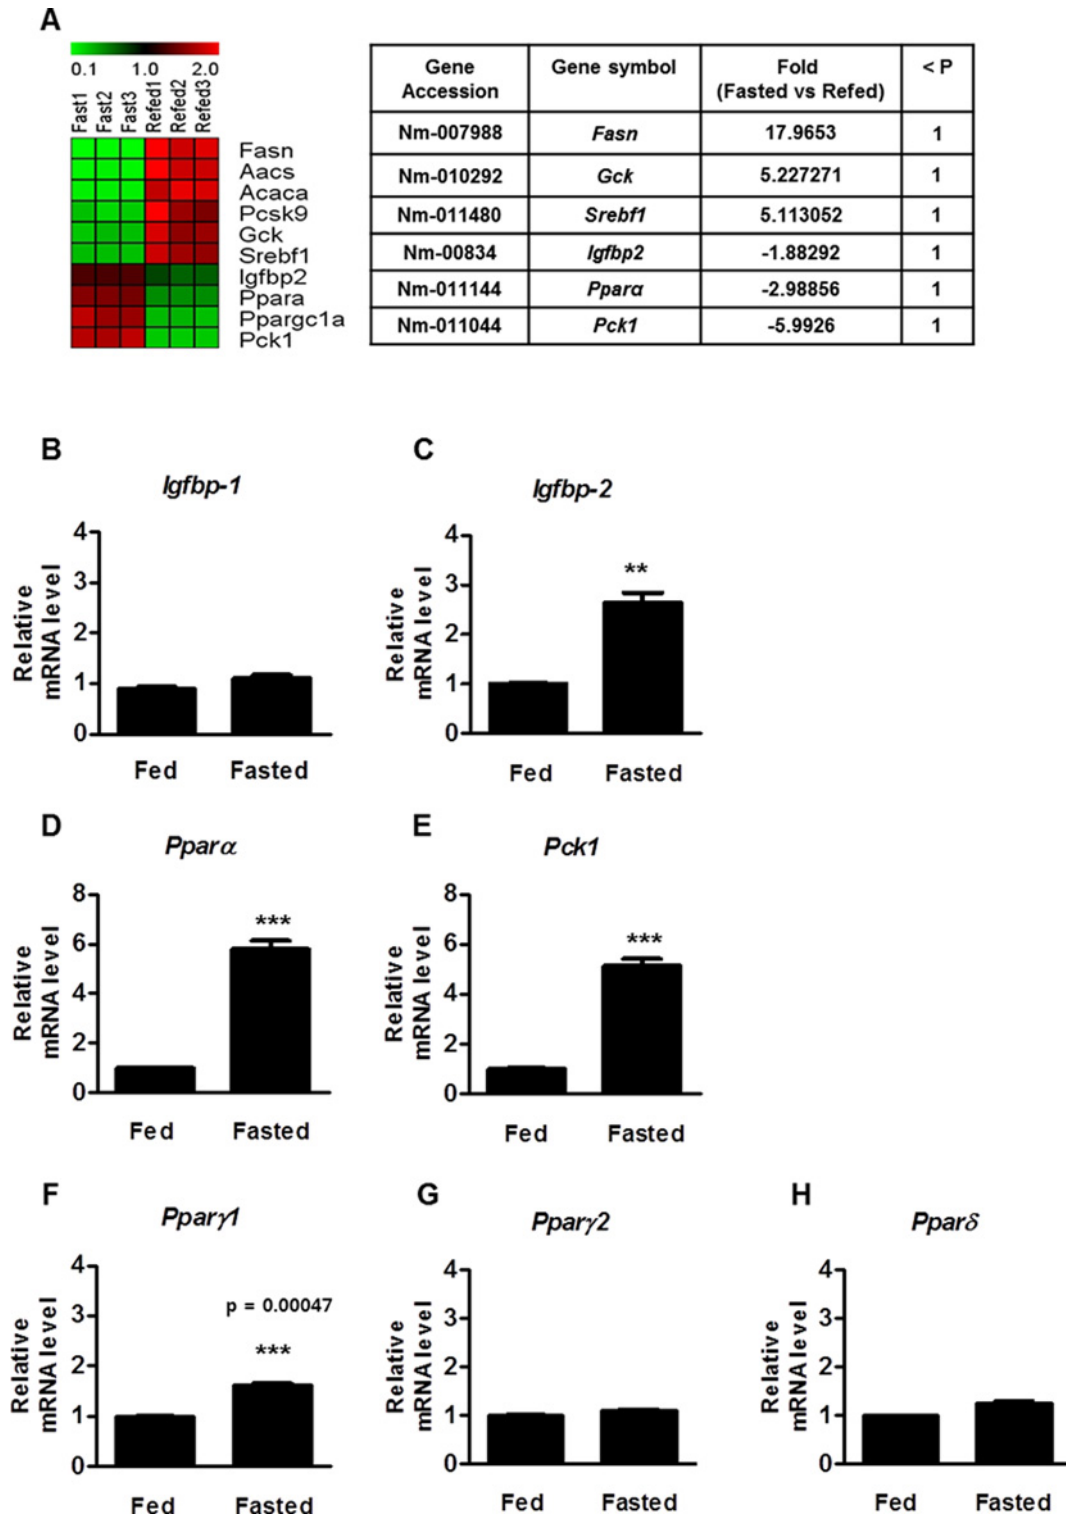 A
0.1 1.0 2.0
Fast1 Fast2 Fast3 Refed1 Refed2 Refed3
Fasn
Aacs
Acaca
Pcsk9
Gck
Srebf1
Igfbp2
Ppara
Ppargc1a
Pck1
Gene Accession Gene symbol Fold (Fasted vs Refed) < P
Nm-007988 Fasn 17.9653 1
Nm-010292 Gck 5.227271 1
Nm-011480 Srebf1 5.113052 1
Nm-00834 Igfbp2 -1.88292 1
Nm-011144 Pparα -2.98856 1
Nm-011044 Pck1 -5.9926 1
B
Igfbp-1
Relative
mRNA level
4
3
2
1
0
Fed Fasted
C
Igfbp-2
Relative
mRNA level
4
3
2
1
0
**
Fed Fasted
D
Pparα
Relative
mRNA level
8
6
4
2
0
***
Fed Fasted
E
Pck1
Relative
mRNA level
8
6
4
2
0
***
Fed Fasted
F
Pparγ1
Relative
mRNA level
4
3
2
1
0
p = 0.00047
***
Fed Fasted
G
Pparγ2
Relative
mRNA level
4
3
2
1
0
Fed Fasted
H
Pparδ
Relative
mRNA level
4
3
2
1
0
Fed Fasted